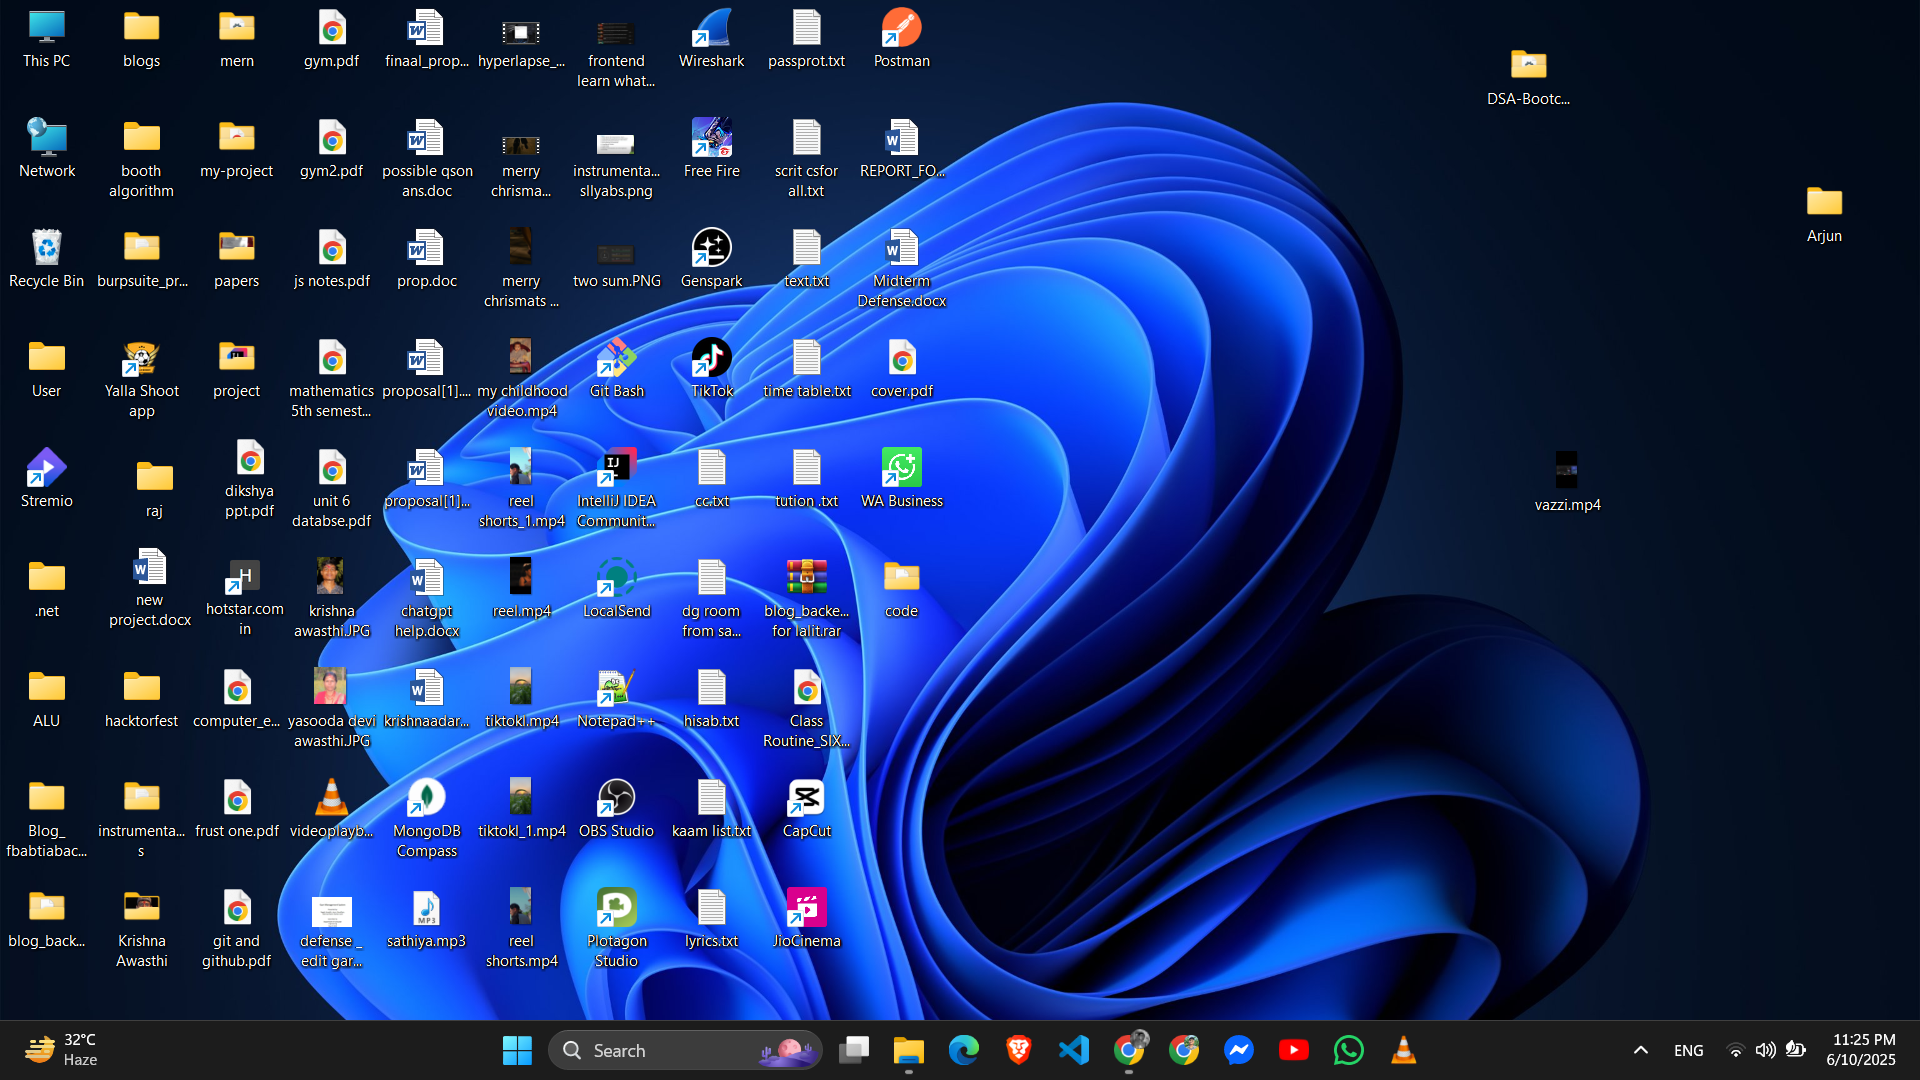 This PC
blogs
mern
gym.pdf
finaal_prop...
hyperlapse_...
frontend
learn what...
Wireshark
passprot.txt
Postman
DSA-Bootc...
Network
booth
algorithm
my-project
gym2.pdf
possible qson
ans.doc
merry
chrisma...
instrumenta...
sllyabs.png
Free Fire
scrit csfor
all.txt
REPORT_FO...
Arjun
Recycle Bin
burpsuite_pr...
papers
js notes.pdf
prop.doc
merry
chrismats ...
two sum.PNG
Genspark
text.txt
Midterm
Defense.docx
User
Yalla Shoot
app
project
mathematics
5th semest...
proposal[1]....
my childhood
video.mp4
Git Bash
TikTok
time table.txt
cover.pdf
Stremio
raj
dikshya
ppt.pdf
unit 6
databse.pdf
proposal[1]...
reel
shorts_1.mp4
IJ
IntelliJ IDEA
Communit...
cc.txt
tution .txt
WA Business
vazzi.mp4
.net
new
project.docx
H
hotstar.com
in
krishna
awasthi.JPG
chatgpt
help.docx
reel.mp4
LocalSend
dg room
from sa...
blog_backe...
for lalit.rar
code
ALU
hacktorfest
computer_e...
yasooda devi
awasthi.JPG
krishnaadar...
tiktokl.mp4
Notepad++
hisab.txt
Class
Routine_SIX...
Blog_
fbabtiabac...
instrumenta...
s
frust one.pdf
videoplayb...
MongoDB
Compass
tiktokl_1.mp4
OBS Studio
kaam list.txt
CapCut
blog_back...
Krishna
Awasthi
git and
github.pdf
defense _
edit gar...
MP3
sathiya.mp3
reel
shorts.mp4
Plotagon
Studio
lyrics.txt
JioCinema
32°C
Haze
Search
ENG
11:25 PM
6/10/2025